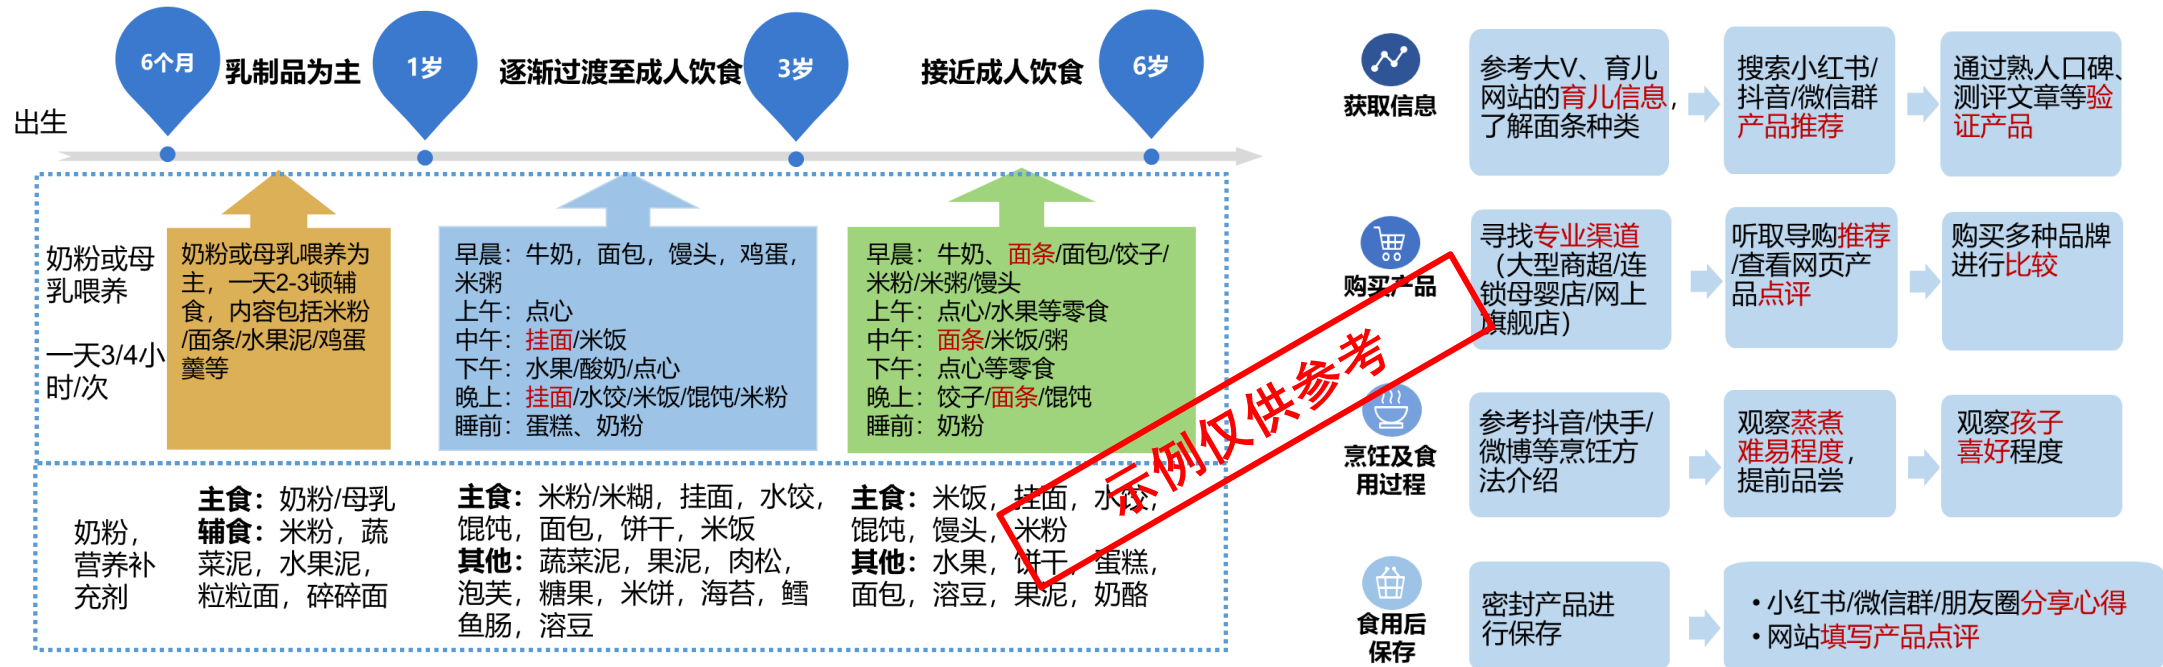 6个月
乳制品为主
1岁
逐渐过渡至成人饮食
3岁
接近成人饮食
6岁
出生
奶粉或母
乳喂养
一天3/4小
时/次
奶粉或母乳喂养为
主，一天2-3顿辅
食，内容包括米粉
/面条/水果泥/鸡蛋
羹等
早晨：牛奶，面包，馒头，鸡蛋，
米粥
上午：点心
中午：挂面/米饭
下午：水果/酸奶/点心
晚上：挂面/水饺/米饭/馄饨/米粉
睡前：蛋糕、奶粉
早晨：牛奶、面条/面包/饺子/
米粉/米粥/馒头
上午：点心/水果等零食
中午：面条/米饭/粥
下午：点心等零食
晚上：饺子/面条/馄饨
睡前：奶粉
奶粉，
营养补
充剂
主食：奶粉/母乳
辅食：米粉，蔬
菜泥，水果泥，
粒粒面，碎碎面
主食：米粉/米糊，挂面，水饺，
馄饨，面包，饼干，米饭
其他：蔬菜泥，果泥，肉松，
泡芙，糖果，米饼，海苔，鳕
鱼肠，溶豆
主食：米饭，挂面，水饺，
馄饨，馒头，米粉
其他：水果，饼干，蛋糕，
面包，溶豆，果泥，奶酪
示例仅供参考
获取信息
参考大V、育儿
网站的育儿信息，
了解面条种类
搜索小红书/
抖音/微信群
产品推荐
通过熟人口碑、
测评文章等验
证产品
购买产品
寻找专业渠道
（大型商超/连
锁母婴店/网上
旗舰店）
听取导购推荐
/查看网页产
品点评
购买多种品牌
进行比较
烹饪及食
用过程
参考抖音/快手/
微博等烹饪方
法介绍
观察蒸煮
难易程度，
提前品尝
观察孩子
喜好程度
食用后
保存
密封产品进
行保存
• 小红书/微信群/朋友圈分享心得
• 网站填写产品点评